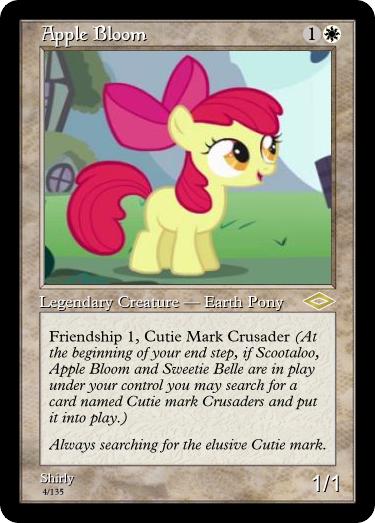 Apple Bloom 1
Legendary Creature — Earth Pony
Friendship 1, Cutie Mark Crusader (At
the beginning of your end step, if Scootaloo,
Apple Bloom and Sweetie Belle are in play
under your control you may search for a
card named Cutie mark Crusaders and put
it into play.)
Always searching for the elusive Cutie mark.
Shirly
4/135
1/1